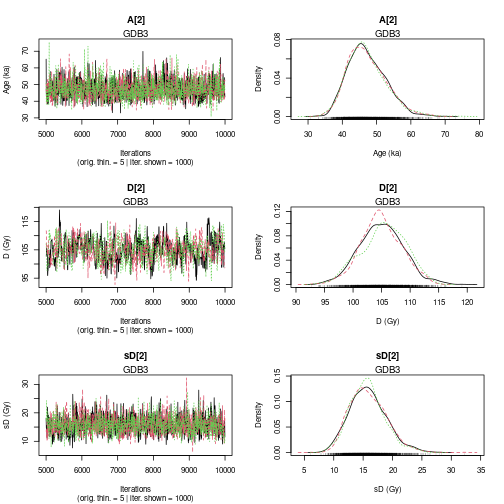 A[2]
GDB3
Age (ka)
30 40 50 60 70
5000 6000 7000 8000 9000 10000
Iterations
(orig. thin. = 5 | iter. shown = 1000)
A[2]
GDB3
Density
0.00 0.04 0.08
30 40 50 60 70 80
Age (ka)
D[2]
GDB3
D (Gy)
95 105 115
5000 6000 7000 8000 9000 10000
Iterations
(orig. thin. = 5 | iter. shown = 1000)
D[2]
GDB3
Density
0.00 0.04 0.08 0.12
90 95 100 105 110 115 120
D (Gy)
sD[2]
GDB3
sD (Gy)
10 20 30
5000 6000 7000 8000 9000 10000
Iterations
(orig. thin. = 5 | iter. shown = 1000)
sD[2]
GDB3
Density
0.00 0.05 0.10 0.15
5 10 15 20 25 30 35
sD (Gy)